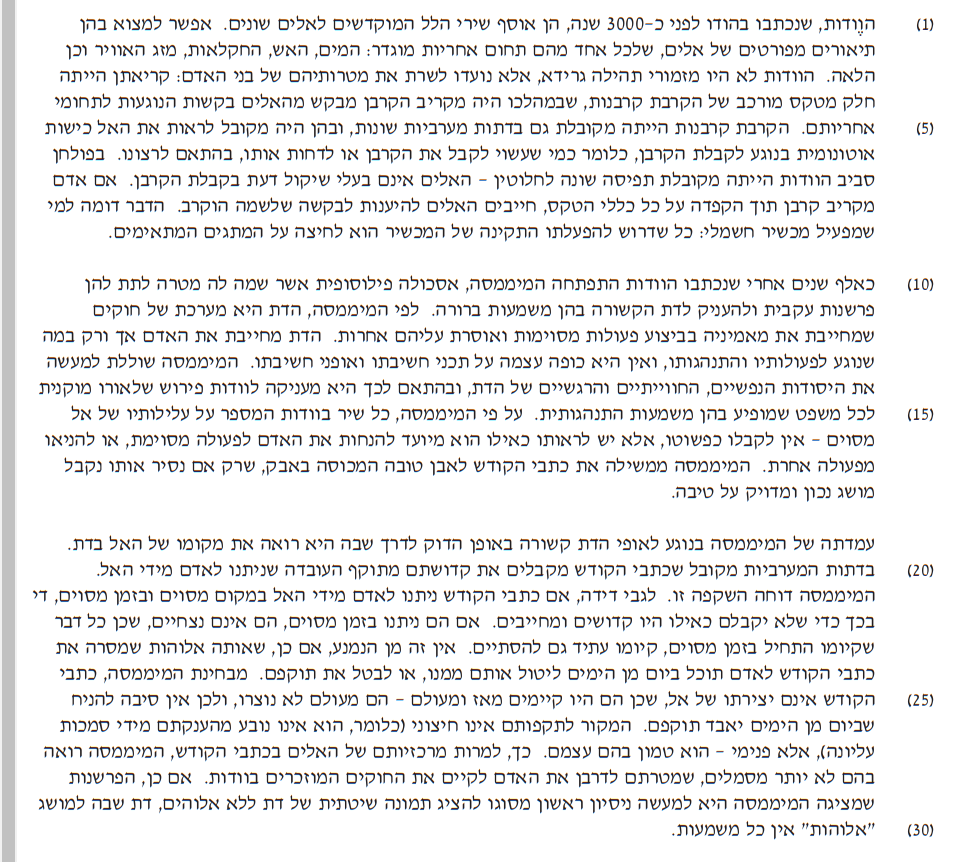 (1) הוֶודות, שנכתבו בהודו לפני כ-3000 שנה, הן אוסף שירי הלל המוקדשים לאלים שונים. אפשר למצוא בהן
תיאורים מפורטים של אלים, שלכל אחד מהם תחום אחריות מוגדר: המים, האש, החקלאות, מזג האוויר וכן
הלאה. הוודות לא היו מזמורי תהילה גרידא, אלא נועדו לשרת את מטרותיהם של בני האדם: קריאתן הייתה
חלק מטקס מורכב של הקרבת קרבנות, שבמהלכו היה מקריב הקרבן מבקש מהאלים בקשות הנוגעות לתחומי
(5) אחריותם. הקרבת קרבנות הייתה מקובלת גם בדתות מערביות שונות, ובהן היה מקובל לראות את האל כישות
אוטונומית בנוגע לקבלת הקרבן, כלומר כמי שעשוי לקבל את הקרבן או לדחות אותו, בהתאם לרצונו. בפולחן
סביב הוודות הייתה מקובלת תפיסה שונה לחלוטין – האלים אינם בעלי שיקול דעת בקבלת הקרבן. אם אדם
מקריב קרבן תוך הקפדה על כל כללי הטקס, חייבים האלים להיענות לבקשה שלשמה הוקרב. הדבר דומה למי
שמפעיל מכשיר חשמלי: כל שדרוש להפעלתו התקינה של המכשיר הוא לחיצה על המתגים המתאימים.
(10) כאלף שנים אחרי שנכתבו הוודות התפתחה המיממסה, אסכולה פילוסופית אשר שמה לה מטרה לתת להן
פרשנות עקבית ולהעניק לדת הקשורה בהן משמעות ברורה. לפי המיממסה, הדת היא מערכת של חוקים
שמחייבת את מאמיניה בביצוע פעולות מסוימות ואוסרת עליהם אחרות. הדת מחייבת את האדם אך ורק במה
שנוגע לפעולותיו והתנהגותו, ואין היא כופה עצמה על תכני חשיבתו ואופני חשיבתו. המיממסה שוללת למעשה
את היסודות הנפשיים, החווייתיים והרגשיים של הדת, ובהתאם לכך היא מעניקה לוודות פירוש שלאורו מוקנית
(15) לכל משפט שמופיע בהן משמעות התנהגותית. על פי המיממסה, כל שיר בוודות המספר על עלילותיו של אל
מסוים – אין לקבלו כפשוטו, אלא יש לראותו כאילו הוא מיועד להנחות את האדם לפעולה מסוימת, או להניאו
מפעולה אחרת. המיממסה ממשילה את כתבי הקודש לאבן טובה המכוסה באבק, שרק אם נסיר אותו נקבל
מושג נכון ומדויק על טיבה.
עמדתה של המיממסה בנוגע לאופי הדת קשורה באופן הדוק לדרך שבה היא רואה את מקומו של האל בדת.
(20) בדתות המערביות מקובל שכתבי הקודש מקבלים את קדושתם מתוקף העובדה שניתנו לאדם מידי האל.
המיממסה דוחה השקפה זו. לגבי דידה, אם כתבי הקודש ניתנו לאדם מידי האל במקום מסוים ובזמן מסוים, די
בכך כדי שלא יקבלם כאילו היו קדושים ומחייבים. אם הם ניתנו בזמן מסוים, הם אינם נצחיים, שכן כל דבר
שקיומו התחיל בזמן מסוים, קיומו עתיד גם להסתיים. אין זה מן הנמנע, אם כן, שאותה אלוהות שמסרה את
כתבי הקודש לאדם תוכל ביום מן הימים ליטול אותם ממנו, או לבטל את תוקפם. מבחינת המיממסה, כתבי
(25) הקודש אינם יצירתו של אל, שכן הם היו קיימים מאז ומעולם – הם מעולם לא נוצרו, ולכן אין סיבה להניח
שביום מן הימים יאבד תוקפם. המקור לתקפותם אינו חיצוני (כלומר, הוא אינו נובע מהענקתם מידי סמכות
עליונה), אלא פנימי – הוא טמון בהם עצמם. כך, למרות מרכזיותם של האלים בכתבי הקודש, המיממסה רואה
בהם לא יותר מסמלים, שמטרתם לדרבן את האדם לקיים את החוקים המוזכרים בוודות. אם כן, הפרשנות
שמציגה המיממסה היא למעשה ניסיון ראשון מסוגו להציג תמונה שיטתית של דת ללא אלוהים, דת שבה למושג
(30) "אלוהות" אין כל משמעות.